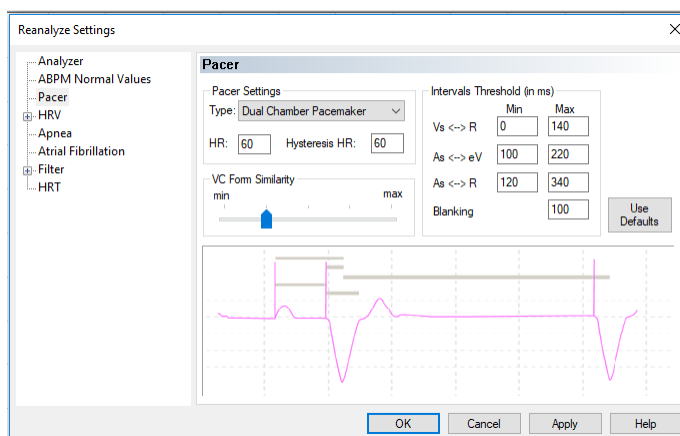 Reanalyze Settings
Analyzer
ABPM Normal Values
Pacer
HRV
Apnea
Atrial Fibrillation
Filter
HRT
Pacer
Pacer Settings
Type: Dual Chamber Pacemaker
HR: 60 Hysteresis HR: 60
VC Form Similarity
min max
Intervals Threshold (in ms)
Min Max
Vs <--> R 0 140
As <--> eV 100 220
As <--> R 120 340
Blanking 100
Use
Defaults
OK Cancel Apply Help